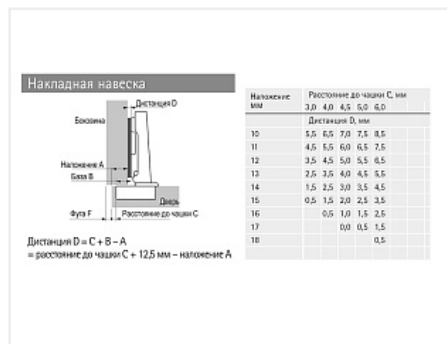 Накладная навеска
Дистанция D
Боковина
Наложение A
База B
Дверь
Фуга F
Расстояние до чашки C
Дистанция D = C + B – A
= расстояние до чашки C + 12,5 мм – наложение A
Наложение мм
Расстояние до чашки C, мм
3,0 4,0 4,5 5,0 6,0
Дистанция D, мм
10 5,5 6,5 7,0 7,5 8,5
11 4,5 5,5 6,0 6,5 7,5
12 3,5 4,5 5,0 5,5 6,5
13 2,5 3,5 4,0 4,5 5,5
14 1,5 2,5 3,0 3,5 4,5
15 0,5 1,5 2,0 2,5 3,5
16 0,5 1,0 1,5 2,5
17 0,0 0,5 1,5
18 0,5